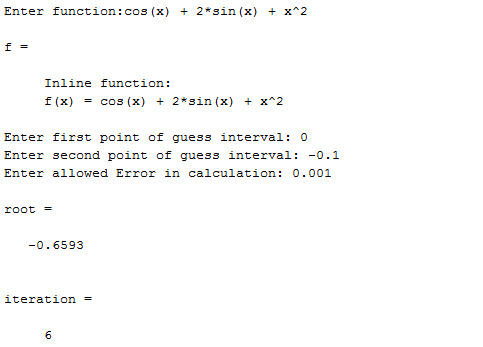 Enter function:cos(x) + 2*sin(x) + x^2
f =
Inline function:
f(x) = cos(x) + 2*sin(x) + x^2
Enter first point of guess interval: 0
Enter second point of guess interval: -0.1
Enter allowed Error in calculation: 0.001
root =
-0.6593
iteration =
6